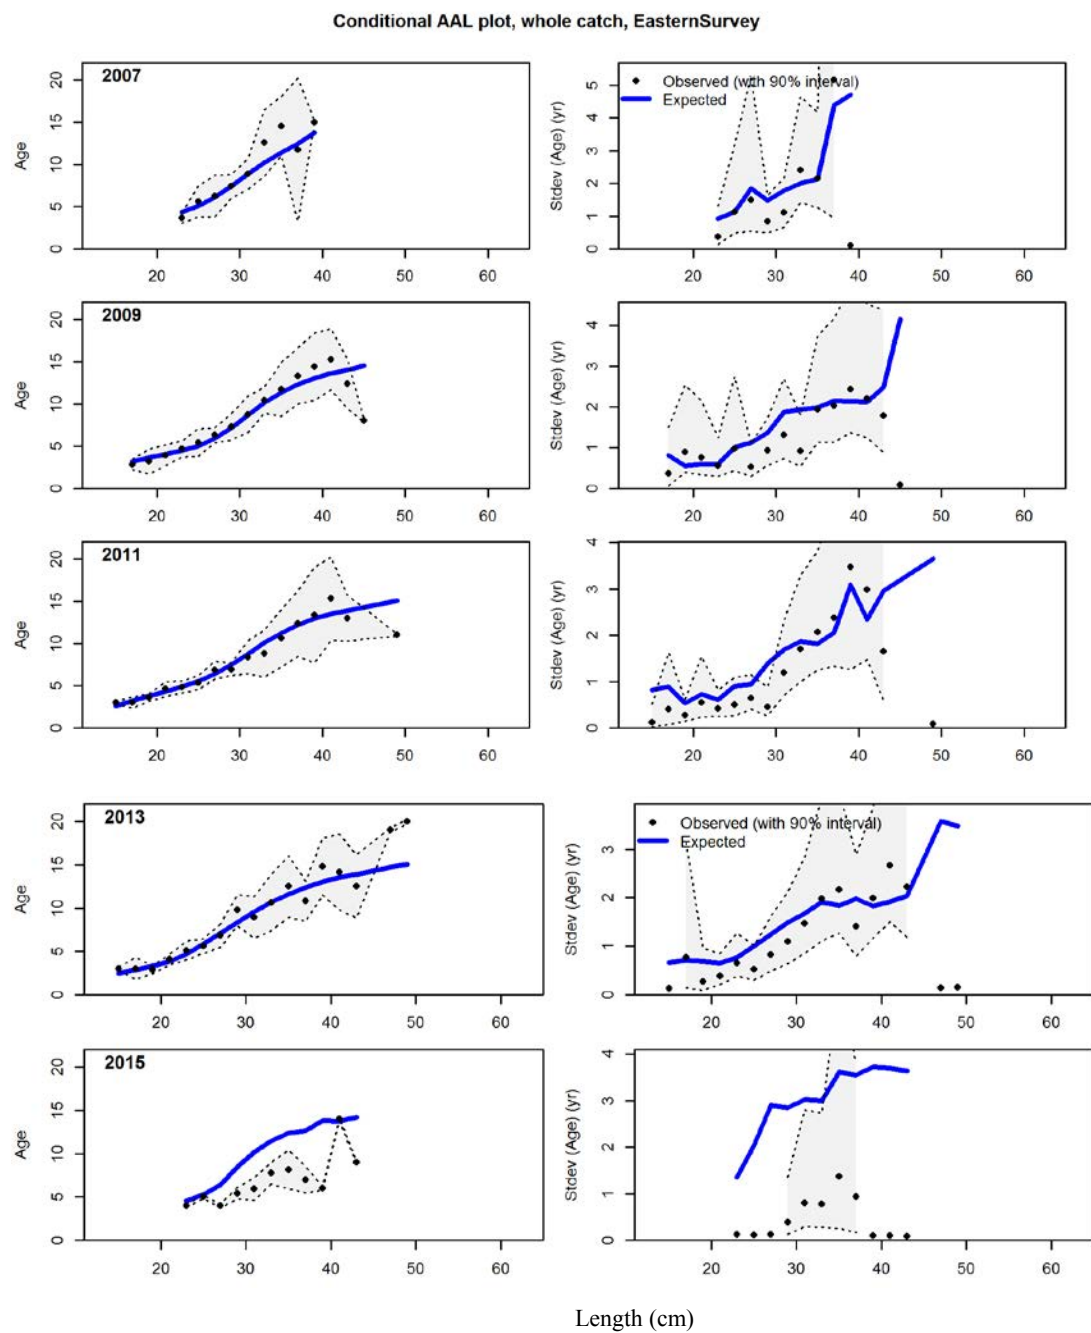 Conditional AAL plot, whole catch, EasternSurvey
2007
Age
0 5 10 15 20
20 30 40 50 60
Observed (with 90% interval)
Expected
Stdev (Age) (yr)
0 1 2 3 4 5
20 30 40 50 60
2009
Age
0 5 10 15 20
20 30 40 50 60
Stdev (Age) (yr)
0 1 2 3 4
20 30 40 50 60
2011
Age
0 5 10 15 20
20 30 40 50 60
Stdev (Age) (yr)
0 1 2 3 4
20 30 40 50 60
2013
Age
0 5 10 15 20
20 30 40 50 60
Observed (with 90% interval)
Expected
Stdev (Age) (yr)
0 1 2 3
20 30 40 50 60
2015
Age
0 5 10 15 20
20 30 40 50 60
Stdev (Age) (yr)
0 1 2 3 4
20 30 40 50 60
Length (cm)